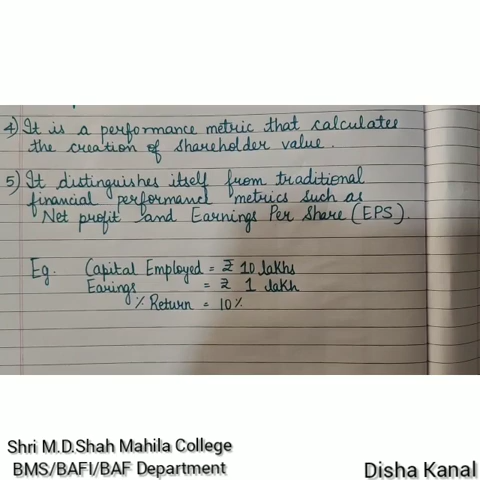 4) It is a performance metric that calculates
the creation of shareholder value.
5) It distinguishes itself from traditional
financial performance metrics such as
Net profit and Earnings Per Share (EPS).
Eg. Capital Employed = ₹ 10 lakhs
Earings = ₹ 1 lakh
% Return = 10%
Shri M.D.Shah Mahila College
BMS/BAFI/BAF Department
Disha Kanal